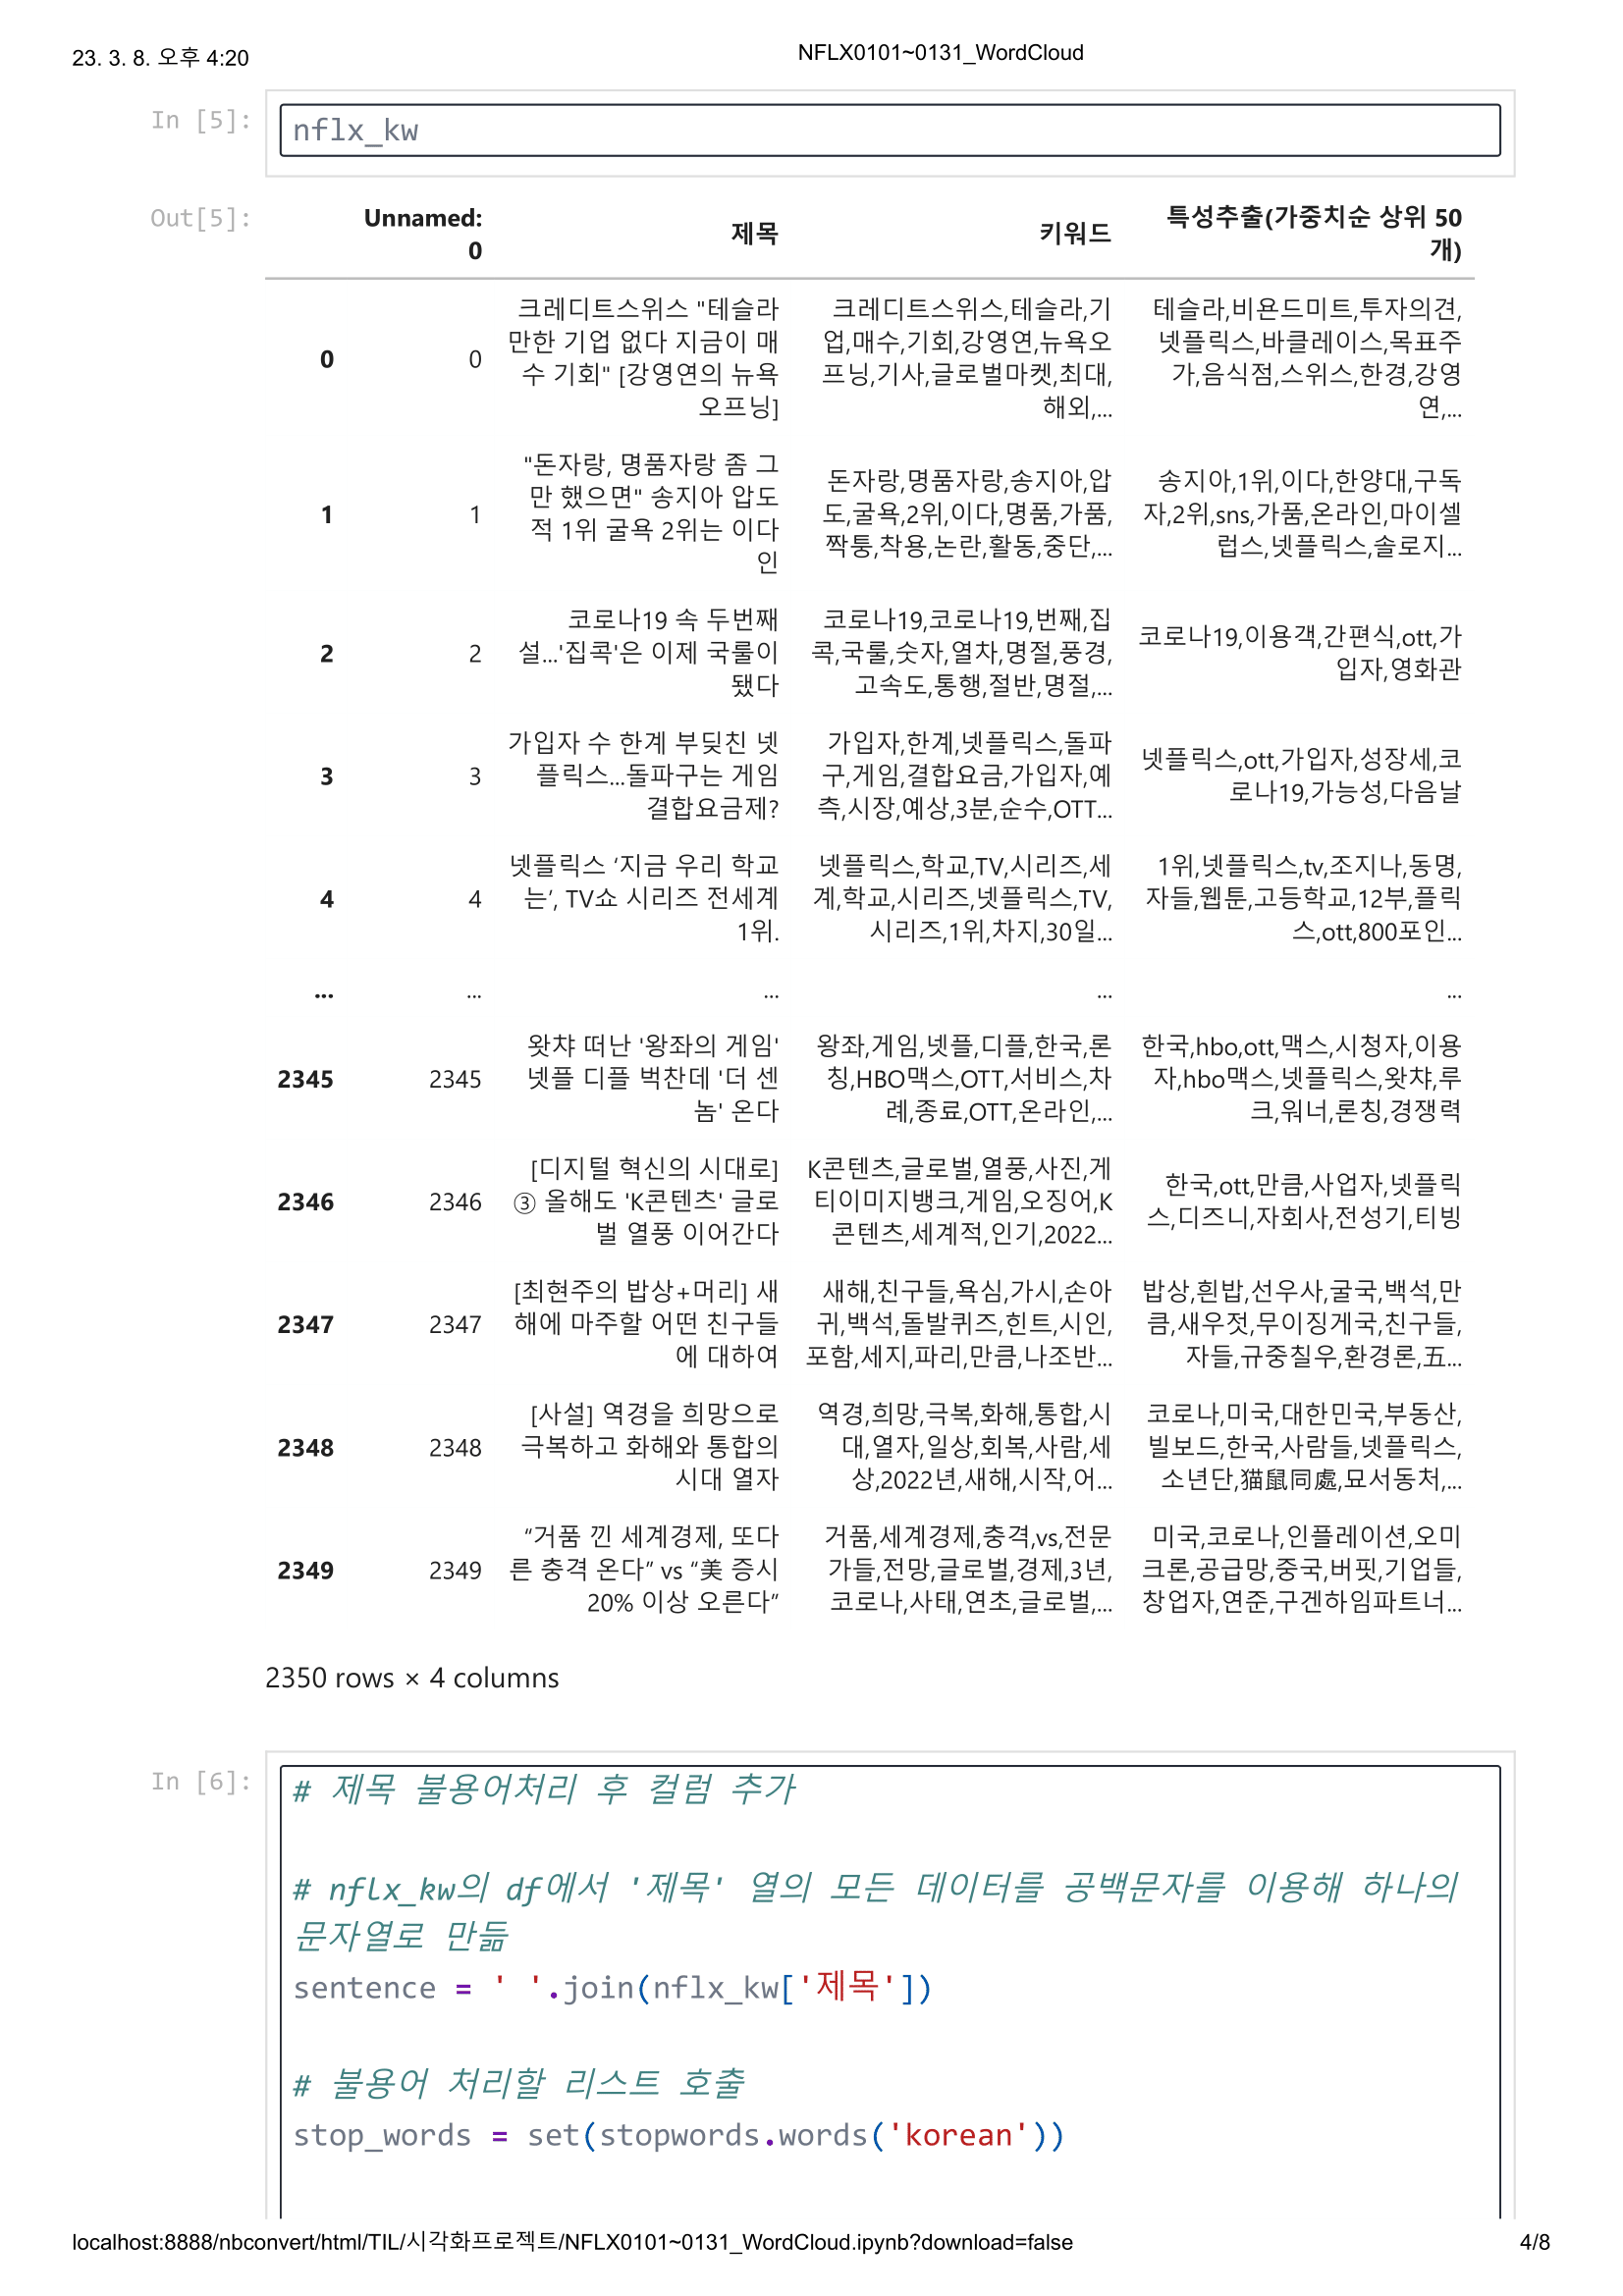 23. 3. 8. 오후 4:20
NFLX0101~0131_WordCloud
In [5]:
nflx_kw
Out[5]:
Unnamed:
0
제목
키워드
특성추출(가중치순 상위 50
개)
0
0
크레디트스위스 "테슬라
만한 기업 없다 지금이 매
수 기회" [강영연의 뉴욕
오프닝]
크레디트스위스,테슬라,기
업,매수,기회,강영연,뉴욕오
프닝,기사,글로벌마켓,최대,
해외,...
테슬라,비욘드미트,투자의견,
넷플릭스,바클레이스,목표주
가,음식점,스위스,한경,강영
연,...
1
1
"돈자랑, 명품자랑 좀 그
만 했으면" 송지아 압도
적 1위 굴욕 2위는 이다
인
돈자랑,명품자랑,송지아,압
도,굴욕,2위,이다,명품,가품,
짝퉁,착용,논란,활동,중단,...
송지아,1위,이다,한양대,구독
자,2위,sns,가품,온라인,마이셀
럽스,넷플릭스,솔로지...
2
2
코로나19 속 두번째
설...'집콕'은 이제 국룰이
됐다
코로나19,코로나19,번째,집
콕,국룰,숫자,열차,명절,풍경,
고속도,통행,절반,명절,...
코로나19,이용객,간편식,ott,가
입자,영화관
3
3
가입자 수 한계 부딪친 넷
플릭스...돌파구는 게임
결합요금제?
가입자,한계,넷플릭스,돌파
구,게임,결합요금,가입자,예
측,시장,예상,3분,순수,OTT...
넷플릭스,ott,가입자,성장세,코
로나19,가능성,다음날
4
4
넷플릭스 ‘지금 우리 학교
는’, TV쇼 시리즈 전세계
1위.
넷플릭스,학교,TV,시리즈,세
계,학교,시리즈,넷플릭스,TV,
시리즈,1위,차지,30일...
1위,넷플릭스,tv,조지나,동명,
자들,웹툰,고등학교,12부,플릭
스,ott,800포인...
...
...
...
...
...
2345
2345
왓챠 떠난 '왕좌의 게임'
넷플 디플 벅찬데 '더 센
놈' 온다
왕좌,게임,넷플,디플,한국,론
칭,HBO맥스,OTT,서비스,차
례,종료,OTT,온라인,...
한국,hbo,ott,맥스,시청자,이용
자,hbo맥스,넷플릭스,왓챠,루
크,워너,론칭,경쟁력
2346
2346
[디지털 혁신의 시대로]
③ 올해도 'K콘텐츠' 글로
벌 열풍 이어간다
K콘텐츠,글로벌,열풍,사진,게
티이미지뱅크,게임,오징어,K
콘텐츠,세계적,인기,2022...
한국,ott,만큼,사업자,넷플릭
스,디즈니,자회사,전성기,티빙
2347
2347
[최현주의 밥상+머리] 새
해에 마주할 어떤 친구들
에 대하여
새해,친구들,욕심,가시,손아
귀,백석,돌발퀴즈,힌트,시인,
포함,세지,파리,만큼,나조반...
밥상,흰밥,선우사,굴국,백석,만
큼,새우젓,무이징게국,친구들,
자들,규중칠우,환경론,五...
2348
2348
[사설] 역경을 희망으로
극복하고 화해와 통합의
시대 열자
역경,희망,극복,화해,통합,시
대,열자,일상,회복,사람,세
상,2022년,새해,시작,어...
코로나,미국,대한민국,부동산,
빌보드,한국,사람들,넷플릭스,
소년단,猫鼠同處,묘서동처,...
2349
2349
“거품 낀 세계경제, 또다
른 충격 온다” vs “美 증시
20% 이상 오른다”
거품,세계경제,충격,vs,전문
가들,전망,글로벌,경제,3년,
코로나,사태,연초,글로벌,...
미국,코로나,인플레이션,오미
크론,공급망,중국,버핏,기업들,
창업자,연준,구겐하임파트너...
2350 rows × 4 columns
In [6]:
# 제목 불용어처리 후 컬럼 추가
# nflx_kw의 df에서 '제목' 열의 모든 데이터를 공백문자를 이용해 하나의
문자열로 만듦
sentence = ' '.join(nflx_kw['제목'])
# 불용어 처리할 리스트 호출
stop_words = set(stopwords.words('korean'))
localhost:8888/nbconvert/html/TIL/시각화프로젝트/NFLX0101~0131_WordCloud.ipynb?download=false
4/8